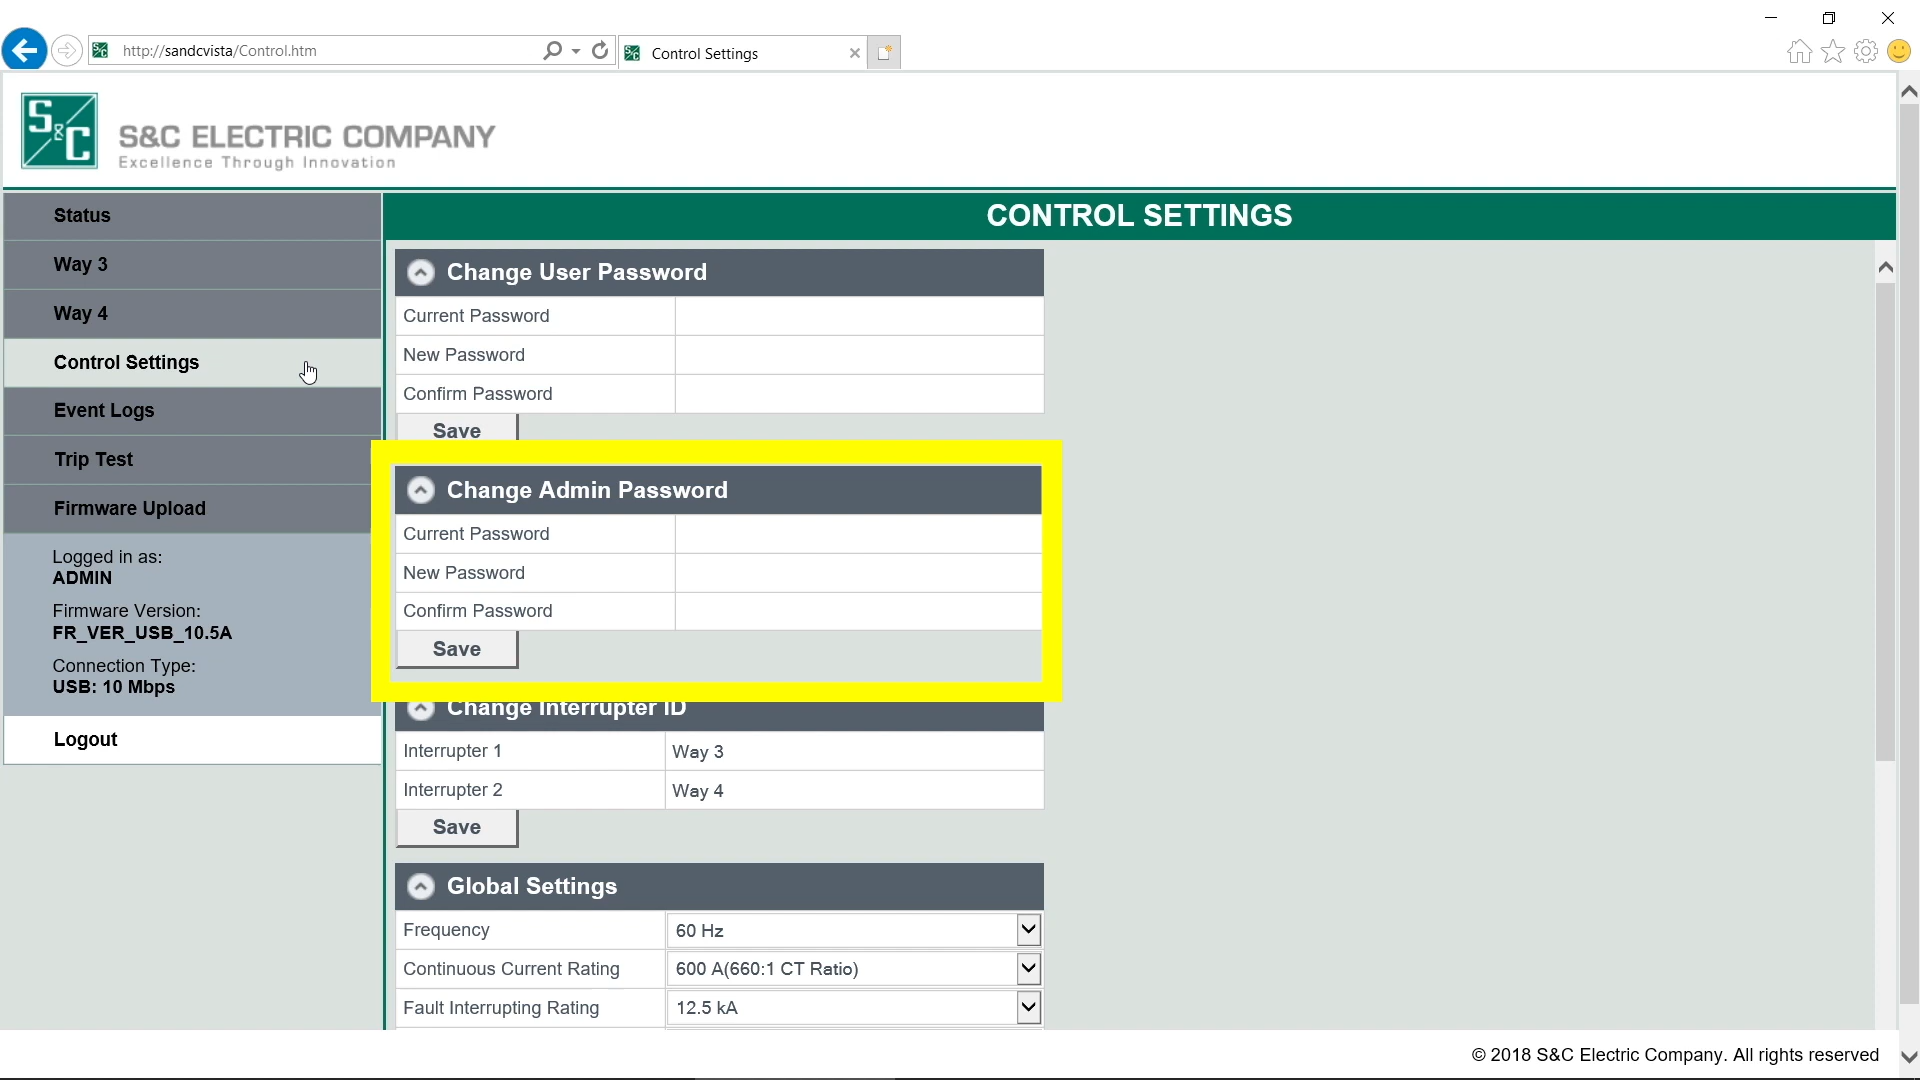 http://sandcvista/Control.htm
Control Settings
S&C
S&C ELECTRIC COMPANY
Excellence Through Innovation
Status
Way 3
Way 4
Control Settings
Event Logs
Trip Test
Firmware Upload
Logged in as:
ADMIN
Firmware Version:
FR_VER_USB_10.5A
Connection Type:
USB: 10 Mbps
Logout
CONTROL SETTINGS
Change User Password
Current Password
New Password
Confirm Password
Save
Change Admin Password
Current Password
New Password
Confirm Password
Save
Change Interrupter ID
Interrupter 1 Way 3
Interrupter 2 Way 4
Save
Global Settings
Frequency 60 Hz
Continuous Current Rating 600 A(660:1 CT Ratio)
Fault Interrupting Rating 12.5 kA
© 2018 S&C Electric Company. All rights reserved